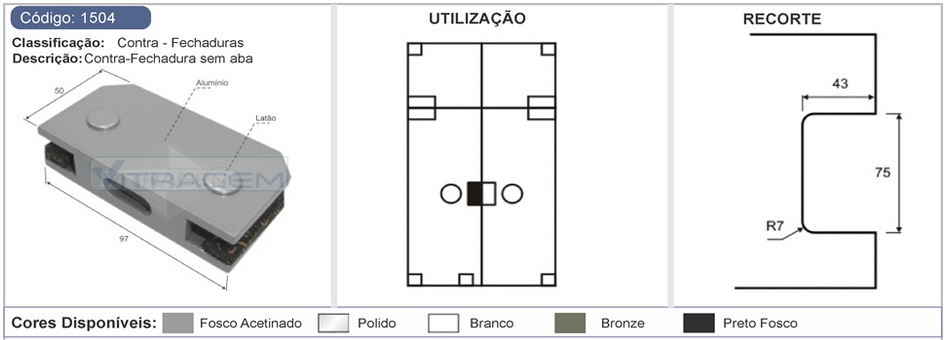 Código: 1504
Classificação: Contra - Fechaduras
Descrição: Contra-Fechadura sem aba
50
Alumínio
Latão
VITRAGEM
97
UTILIZAÇÃO
RECORTE
43
75
R7
Cores Disponíveis: Fosco Acetinado Polido Branco Bronze Preto Fosco